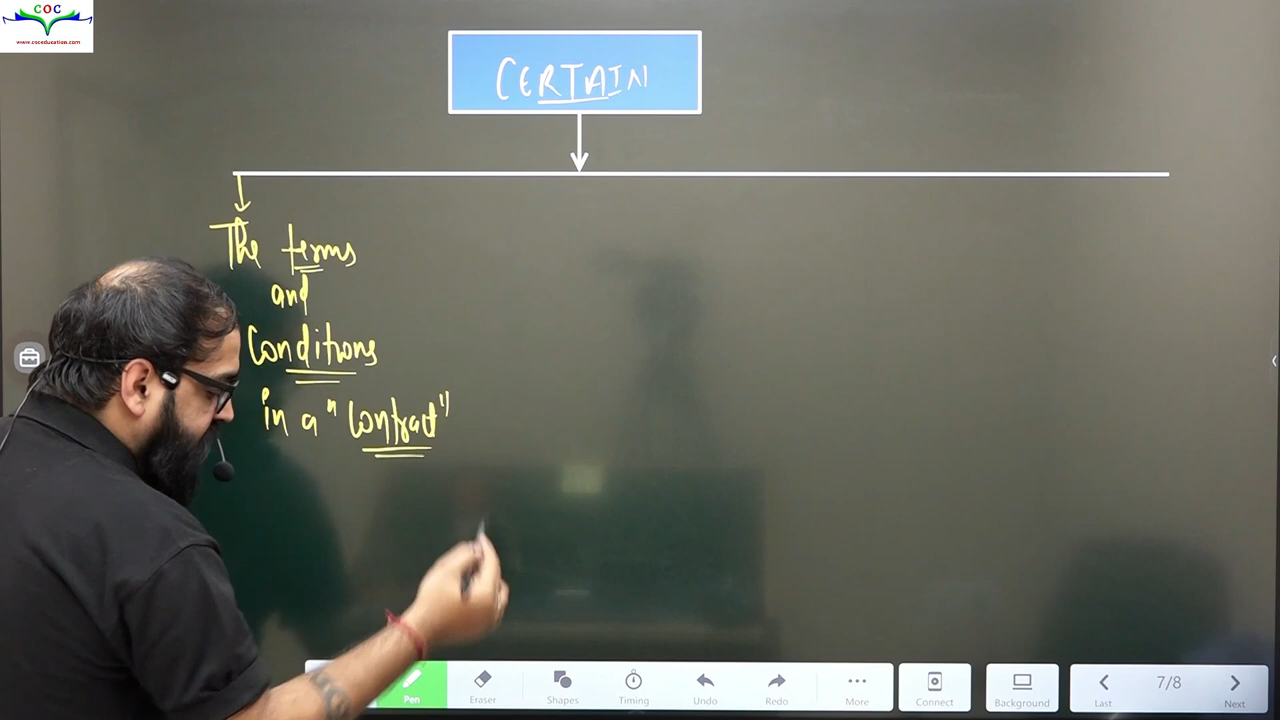 COC
www.coceducation.com
CERTAIN
The terms
and
Conditions
in a "Contract"
Pen
Eraser
Shapes
Timing
Undo
Redo
More
Connect
Background
Last
7/8
Next